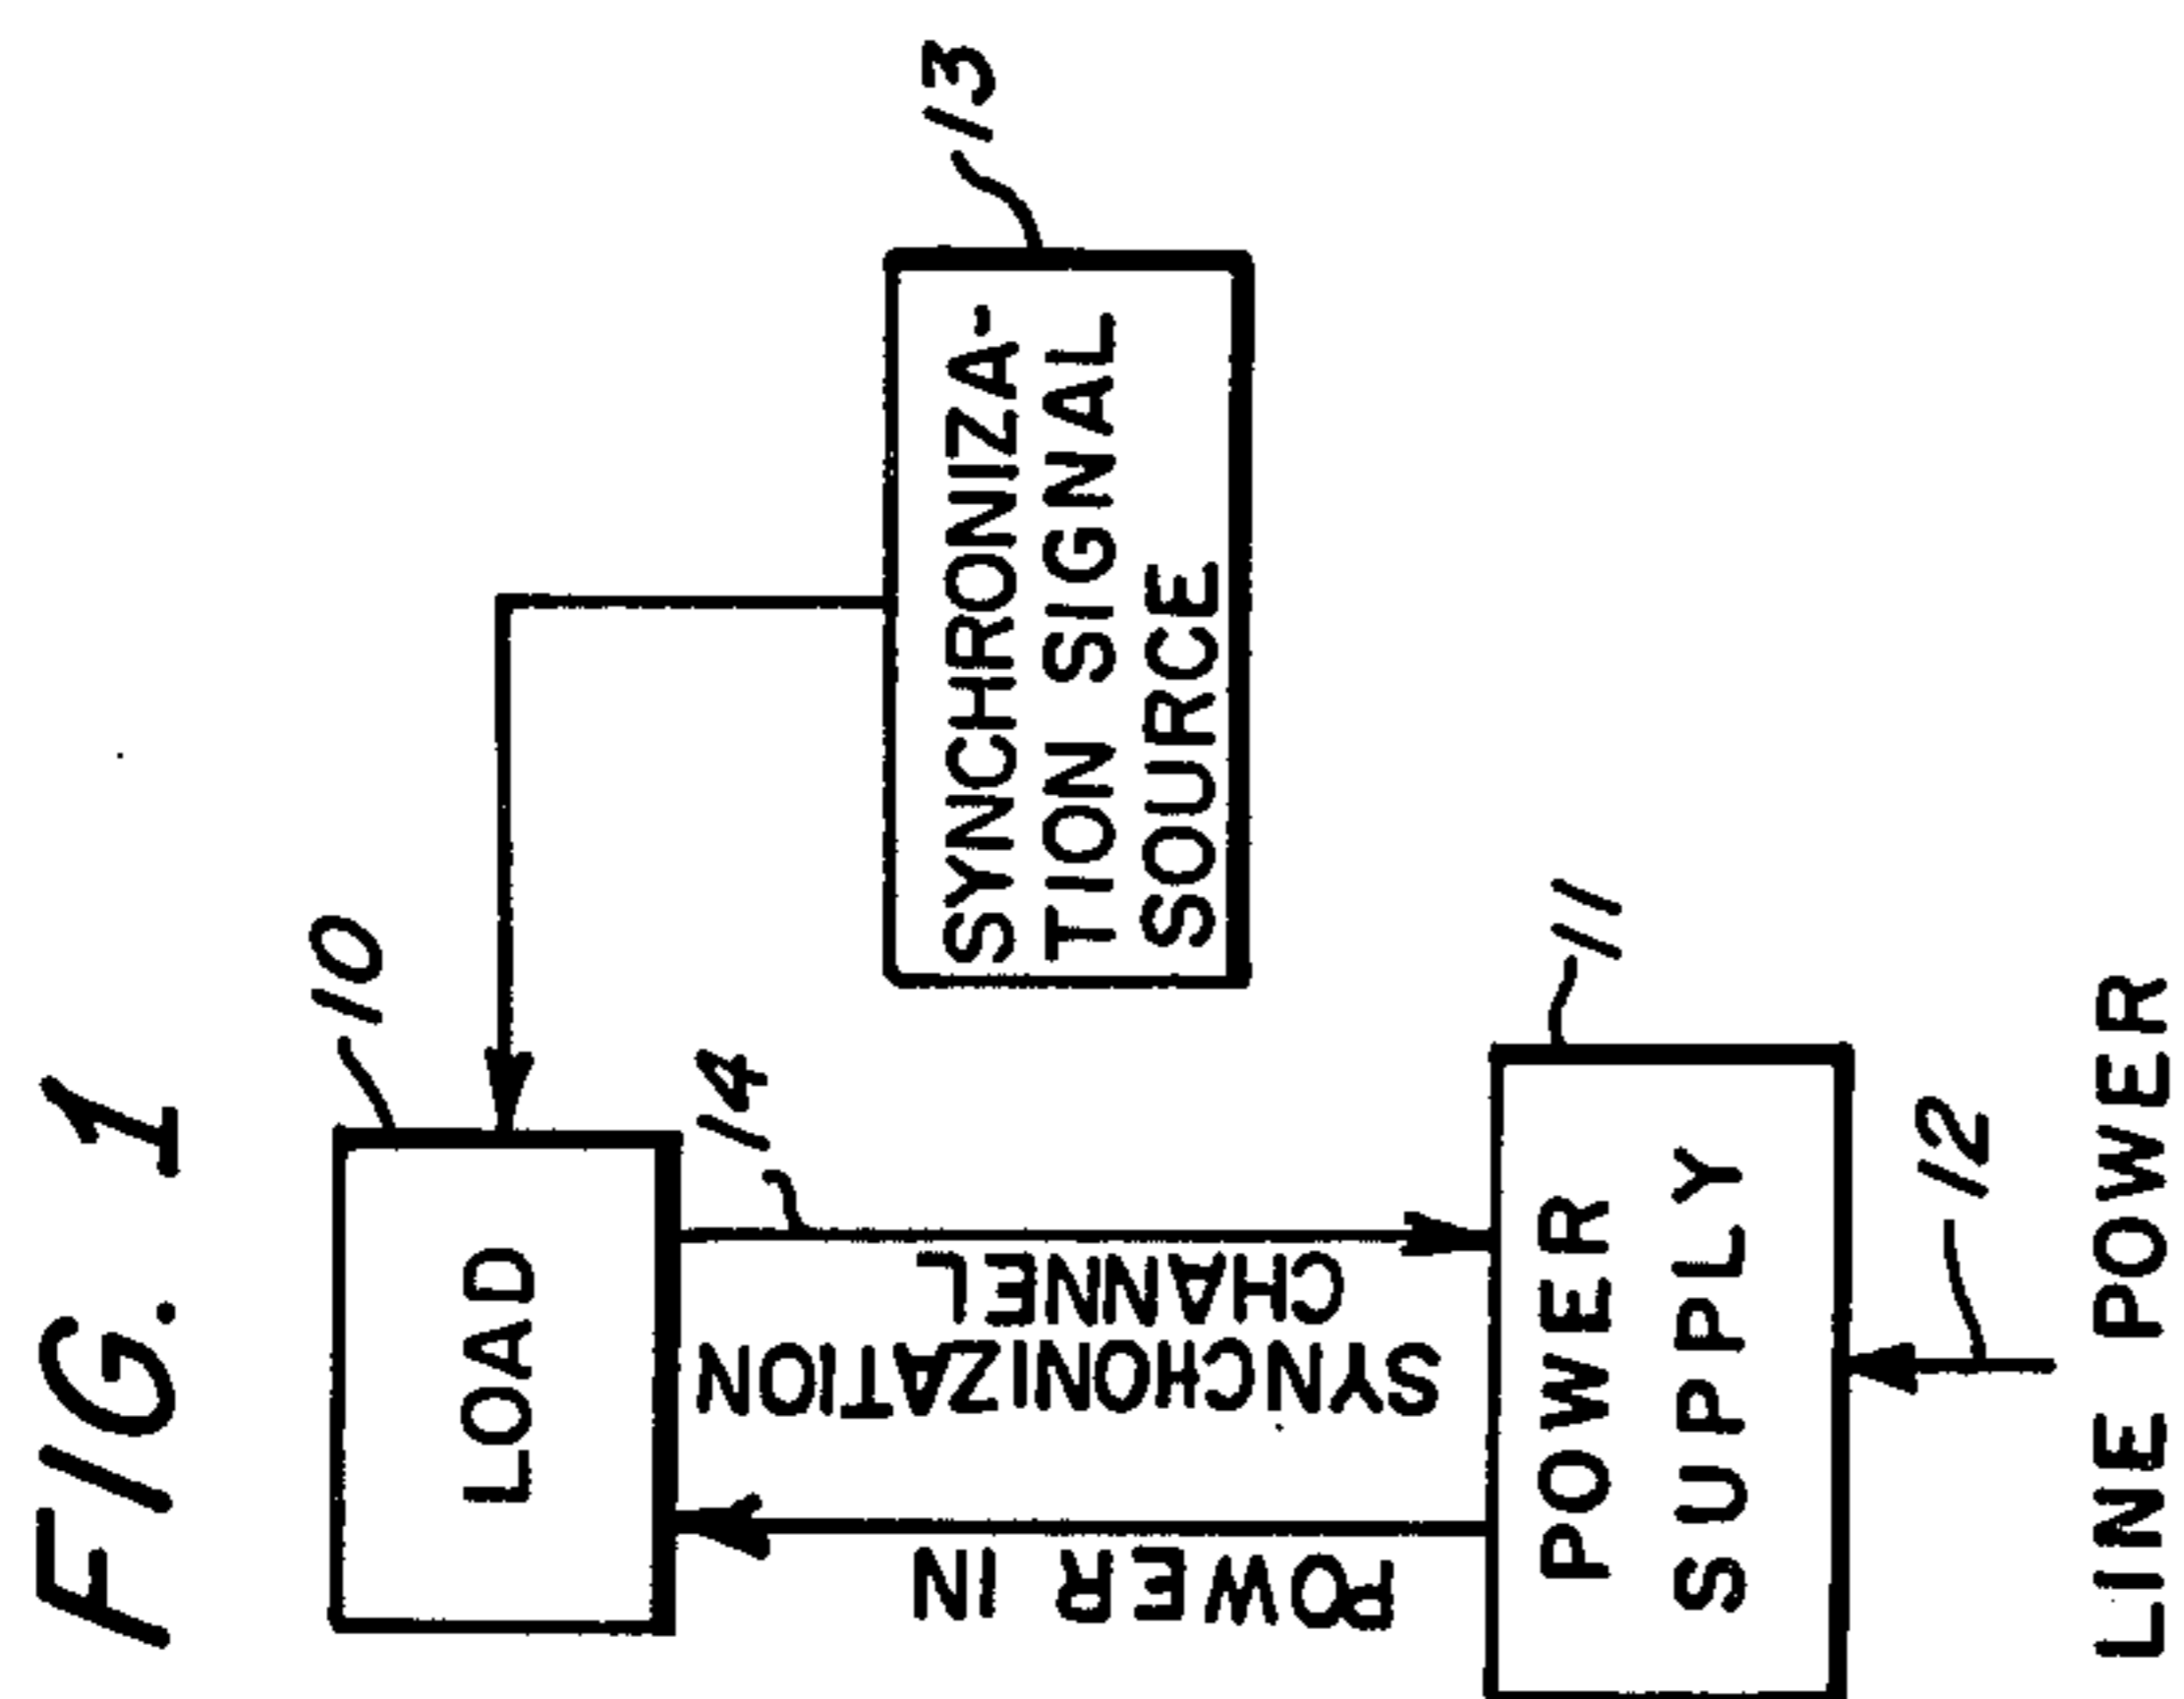 FIG. 1
10
LOAD
13
SYNCHRONIZA-
TION SIGNAL
SOURCE
14
POWER IN
SYNCHONIZATION
CHANNEL
11
POWER
SUPPLY
12
LINE POWER